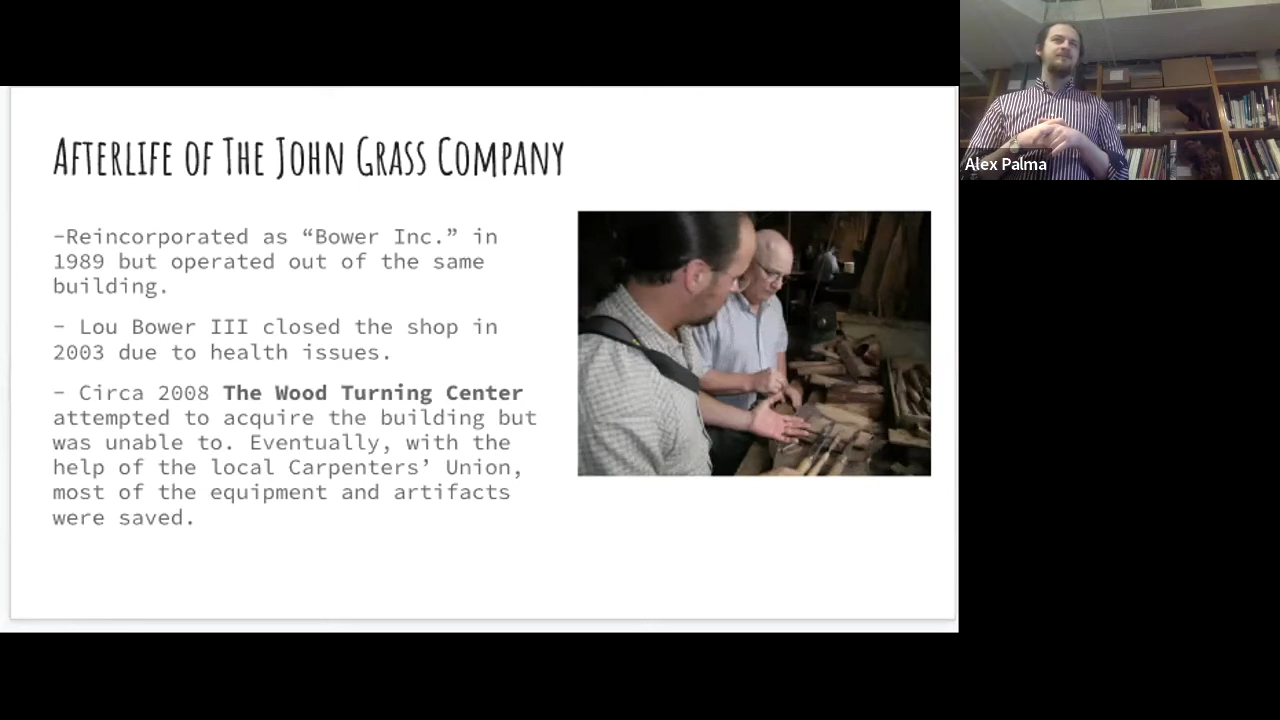 Afterlife of The John Grass Company
-Reincorporated as “Bower Inc.” in
1989 but operated out of the same
building.
- Lou Bower III closed the shop in
2003 due to health issues.
- Circa 2008 The Wood Turning Center
attempted to acquire the building but
was unable to. Eventually, with the
help of the local Carpenters’ Union,
most of the equipment and artifacts
were saved.
Alex Palma